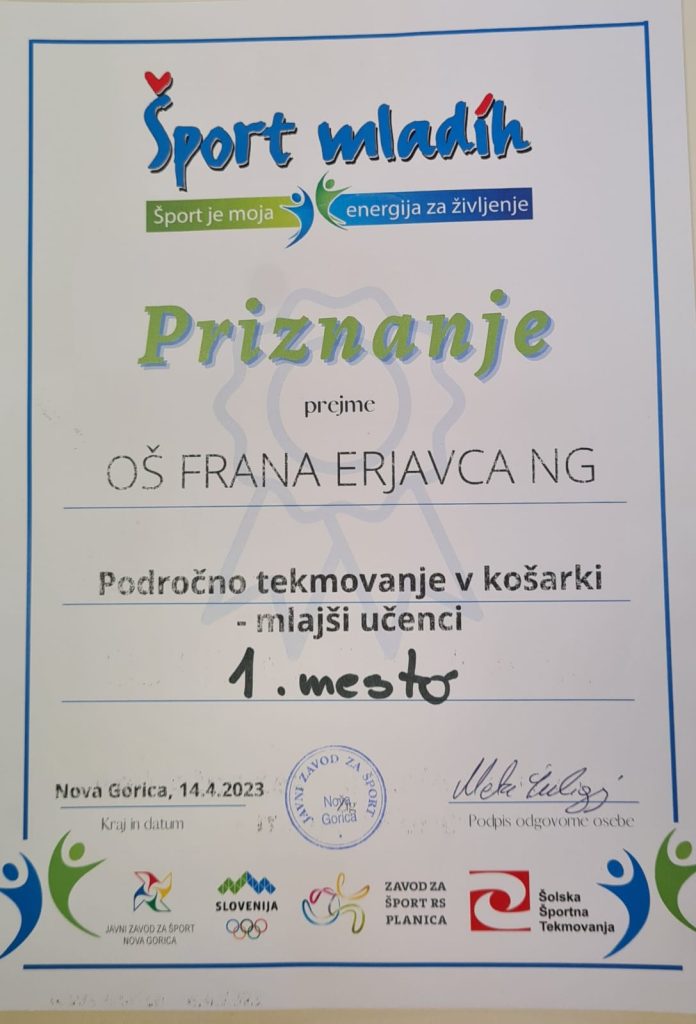 Šport mladih
Šport je moja energija za življenje
Priznanje
prejme
OŠ FRANA ERJAVCA NG
Področno tekmovanje v košarki
- mlajši učenci
1. mesto
Nova Gorica, 14.4.2023
Kraj in datum
JAVNI ZAVOD ZA ŠPORT
Nova
Gorica
Podpis odgovorne osebe
JAVNI ZAVOD ZA ŠPORT
NOVA GORICA
SLOVENIJA
ZAVOD ZA
ŠPORT RS
PLANICA
Šolska
Športna
Tekmovanja